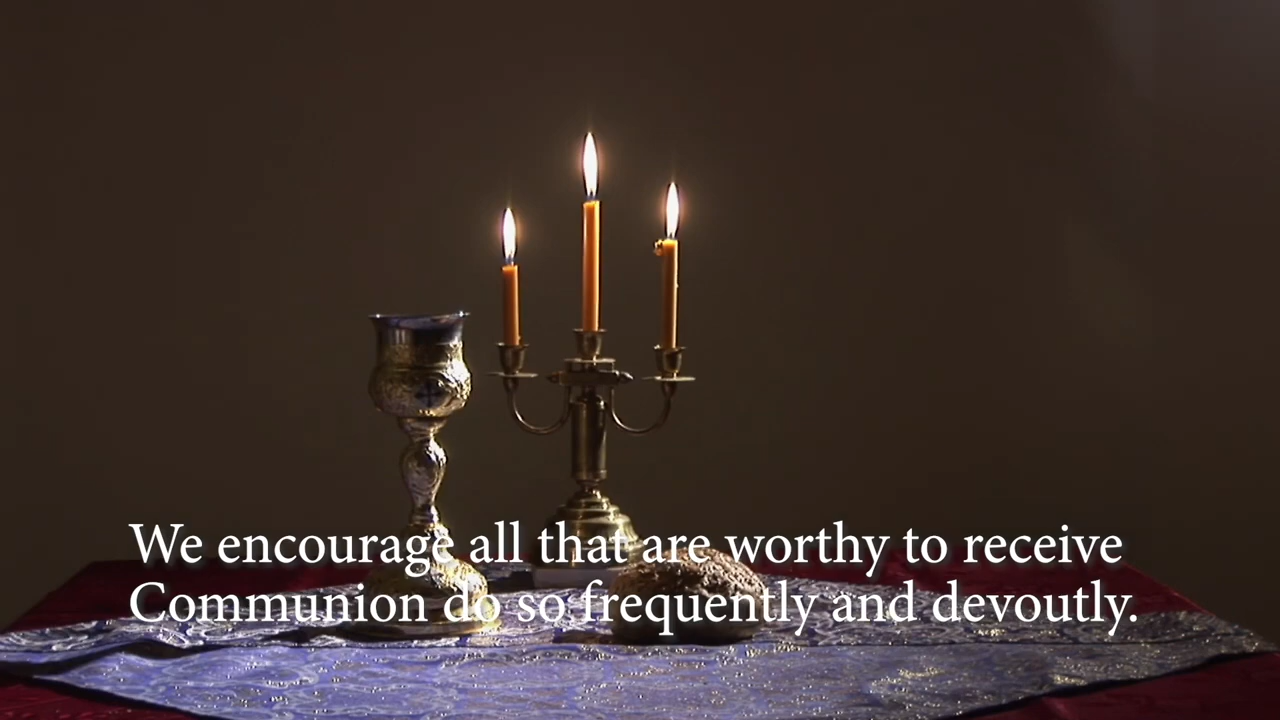 We encourage all that are worthy to receive
Communion do so frequently and devoutly.